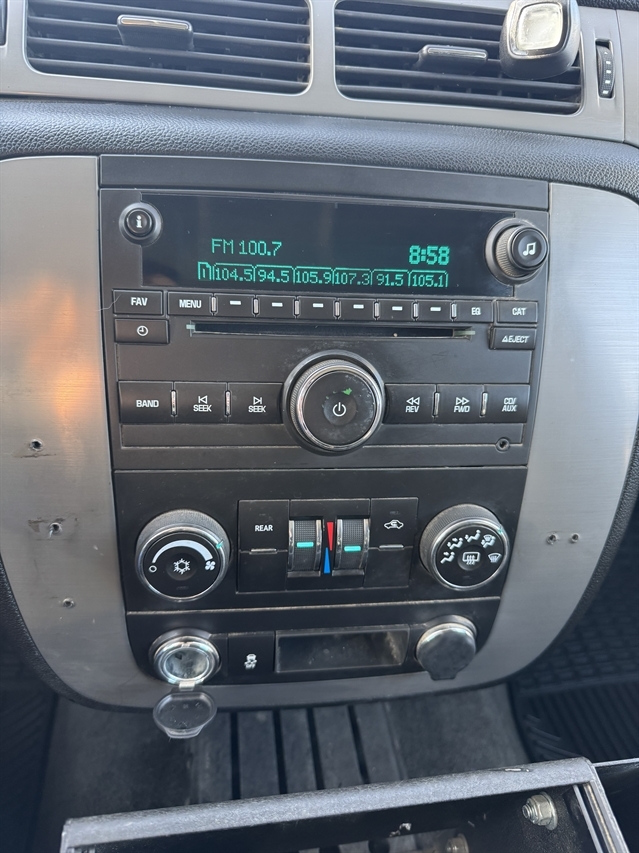 i
FM 100.7 8:58
1 104.5 94.5 105.9 107.3 91.5 105.1
FAV MENU EQ CAT
EJECT
BAND SEEK SEEK REV FWD CD/
AUX
REAR